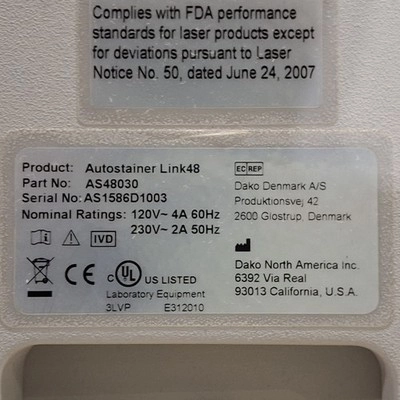 Complies with FDA performance
standards for laser products except
for deviations pursuant to Laser
Notice No. 50, dated June 24, 2007
Product: Autostainer Link48
Part No: AS48030
Serial No: AS1586D1003
Nominal Ratings: 120V~ 4A 60Hz
230V~ 2A 50Hz
IVD
CE
C UL US LISTED
Laboratory Equipment
3LVP E312010
EC REP
Dako Denmark A/S
Produktionsvej 42
2600 Glostrup, Denmark
Dako North America Inc.
6392 Via Real
93013 California, U.S.A.